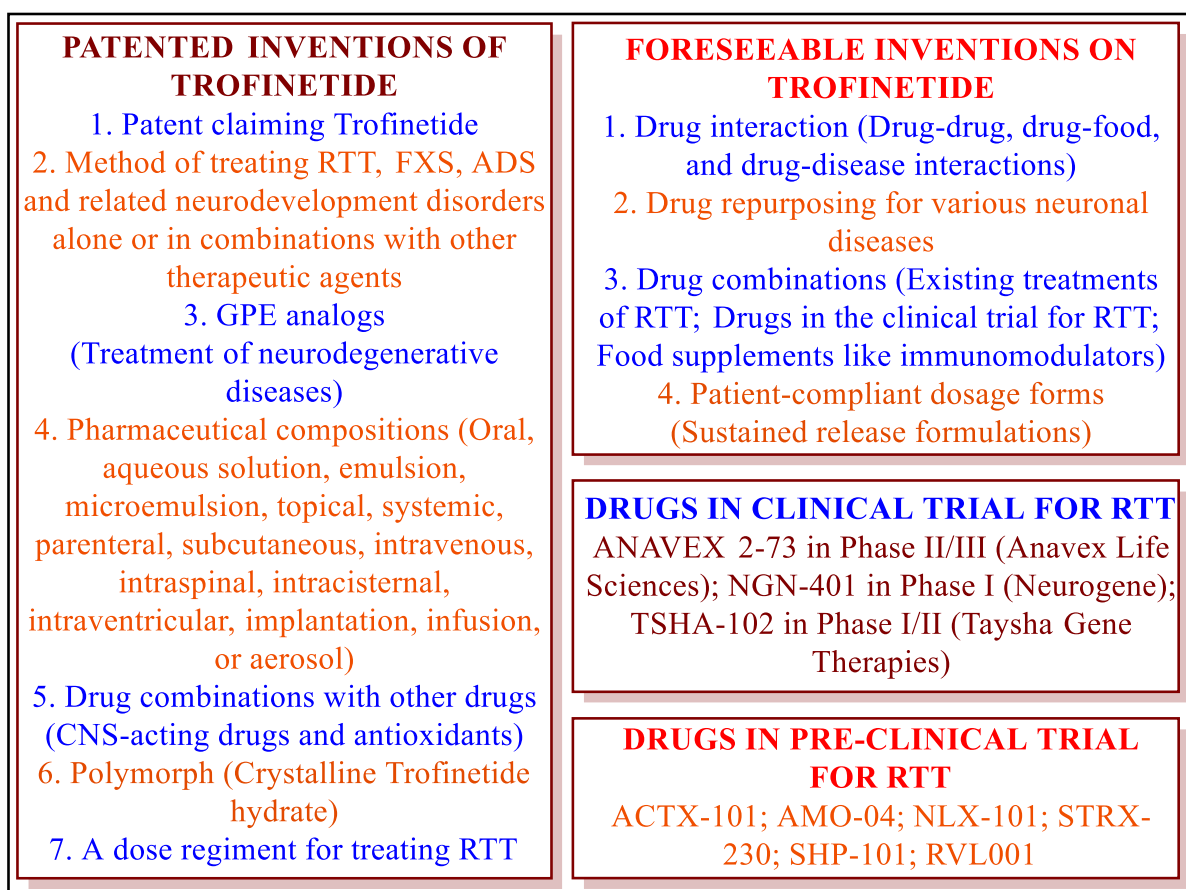 PATENTED INVENTIONS OF
TROFINETIDE
1. Patent claiming Trofinetide
2. Method of treating RTT, FXS, ADS
and related neurodevelopment disorders
alone or in combinations with other
therapeutic agents
3. GPE analogs
(Treatment of neurodegenerative
diseases)
4. Pharmaceutical compositions (Oral,
aqueous solution, emulsion,
microemulsion, topical, systemic,
parenteral, subcutaneous, intravenous,
intraspinal, intracisternal,
intraventricular, implantation, infusion,
or aerosol)
5. Drug combinations with other drugs
(CNS-acting drugs and antioxidants)
6. Polymorph (Crystalline Trofinetide
hydrate)
7. A dose regiment for treating RTT
FORESEEABLE INVENTIONS ON
TROFINETIDE
1. Drug interaction (Drug-drug, drug-food,
and drug-disease interactions)
2. Drug repurposing for various neuronal
diseases
3. Drug combinations (Existing treatments
of RTT; Drugs in the clinical trial for RTT;
Food supplements like immunomodulators)
4. Patient-compliant dosage forms
(Sustained release formulations)
DRUGS IN CLINICAL TRIAL FOR RTT
ANAVEX 2-73 in Phase II/III (Anavex Life
Sciences); NGN-401 in Phase I (Neurogene);
TSHA-102 in Phase I/II (Taysha Gene
Therapies)
DRUGS IN PRE-CLINICAL TRIAL
FOR RTT
ACTX-101; AMO-04; NLX-101; STRX-
230; SHP-101; RVL001